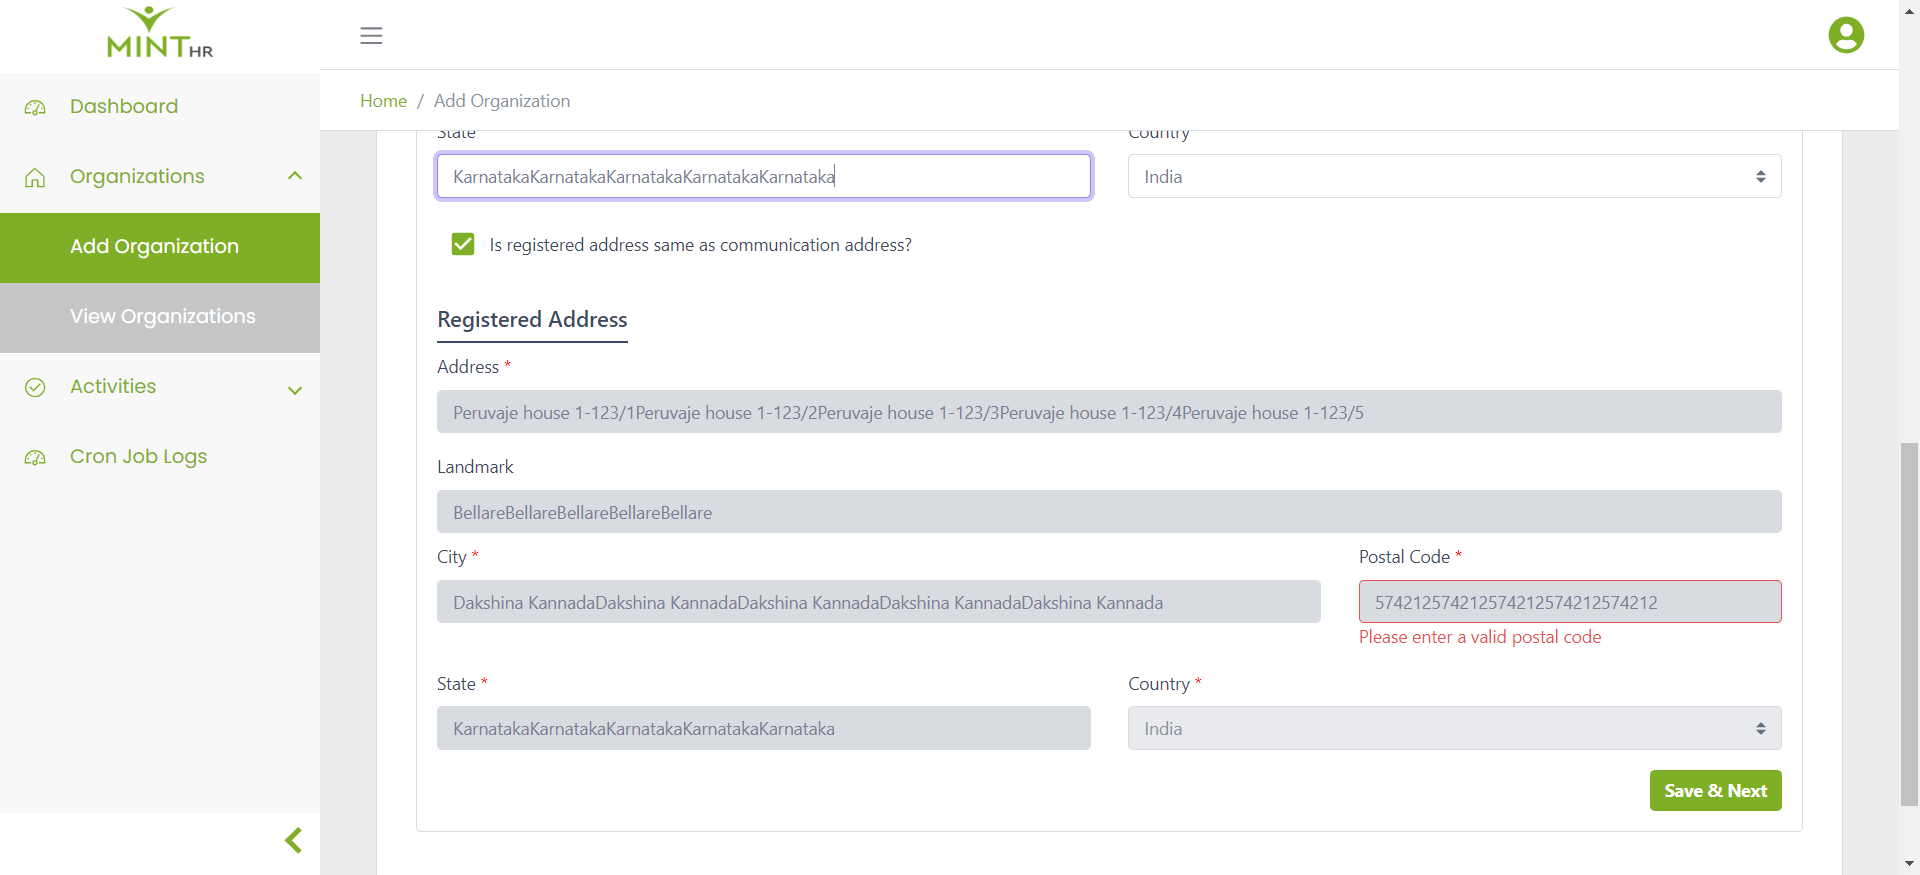 MINT HR
Home / Add Organization
Dashboard
Organizations
Add Organization
View Organizations
Activities
Cron Job Logs
State Country
KarnatakaKarnatakaKarnatakaKarnatakaKarnataka India
Is registered address same as communication address?
Registered Address
Address *
Peruvaje house 1-123/1Peruvaje house 1-123/2Peruvaje house 1-123/3Peruvaje house 1-123/4Peruvaje house 1-123/5
Landmark
BellareBellareBellareBellareBellare
City * Postal Code *
Dakshina KannadaDakshina KannadaDakshina KannadaDakshina KannadaDakshina Kannada 574212574212574212574212574212
Please enter a valid postal code
State * Country *
KarnatakaKarnatakaKarnatakaKarnatakaKarnataka India
Save & Next